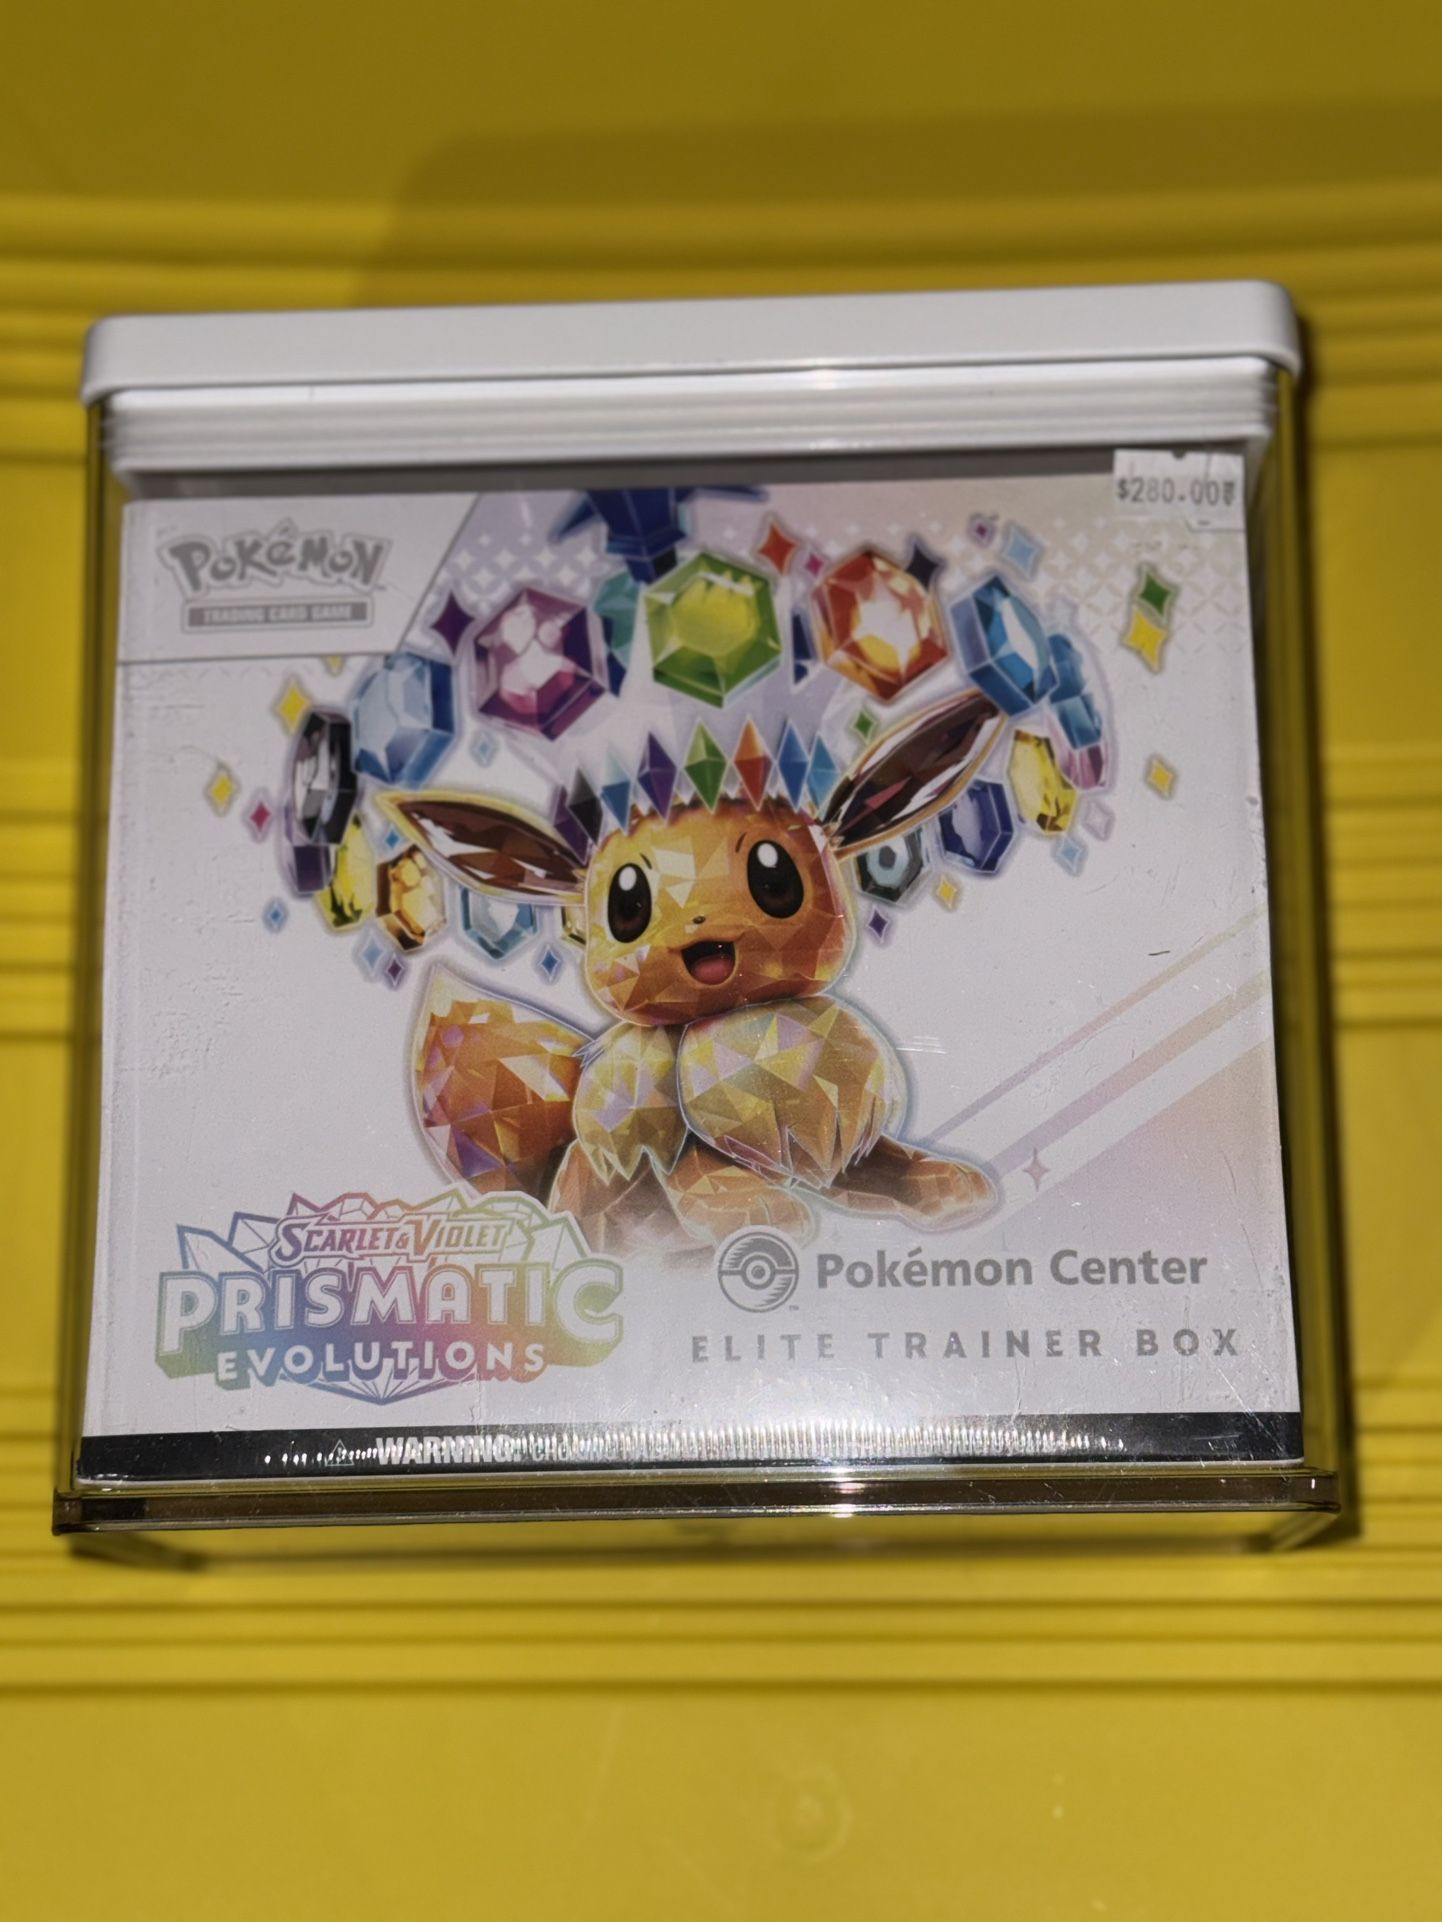 $280.00
POKéMON
TRADING CARD GAME
SCARLET & VIOLET
PRISMATIC
EVOLUTIONS
Pokémon Center
ELITE TRAINER BOX
WARNING: